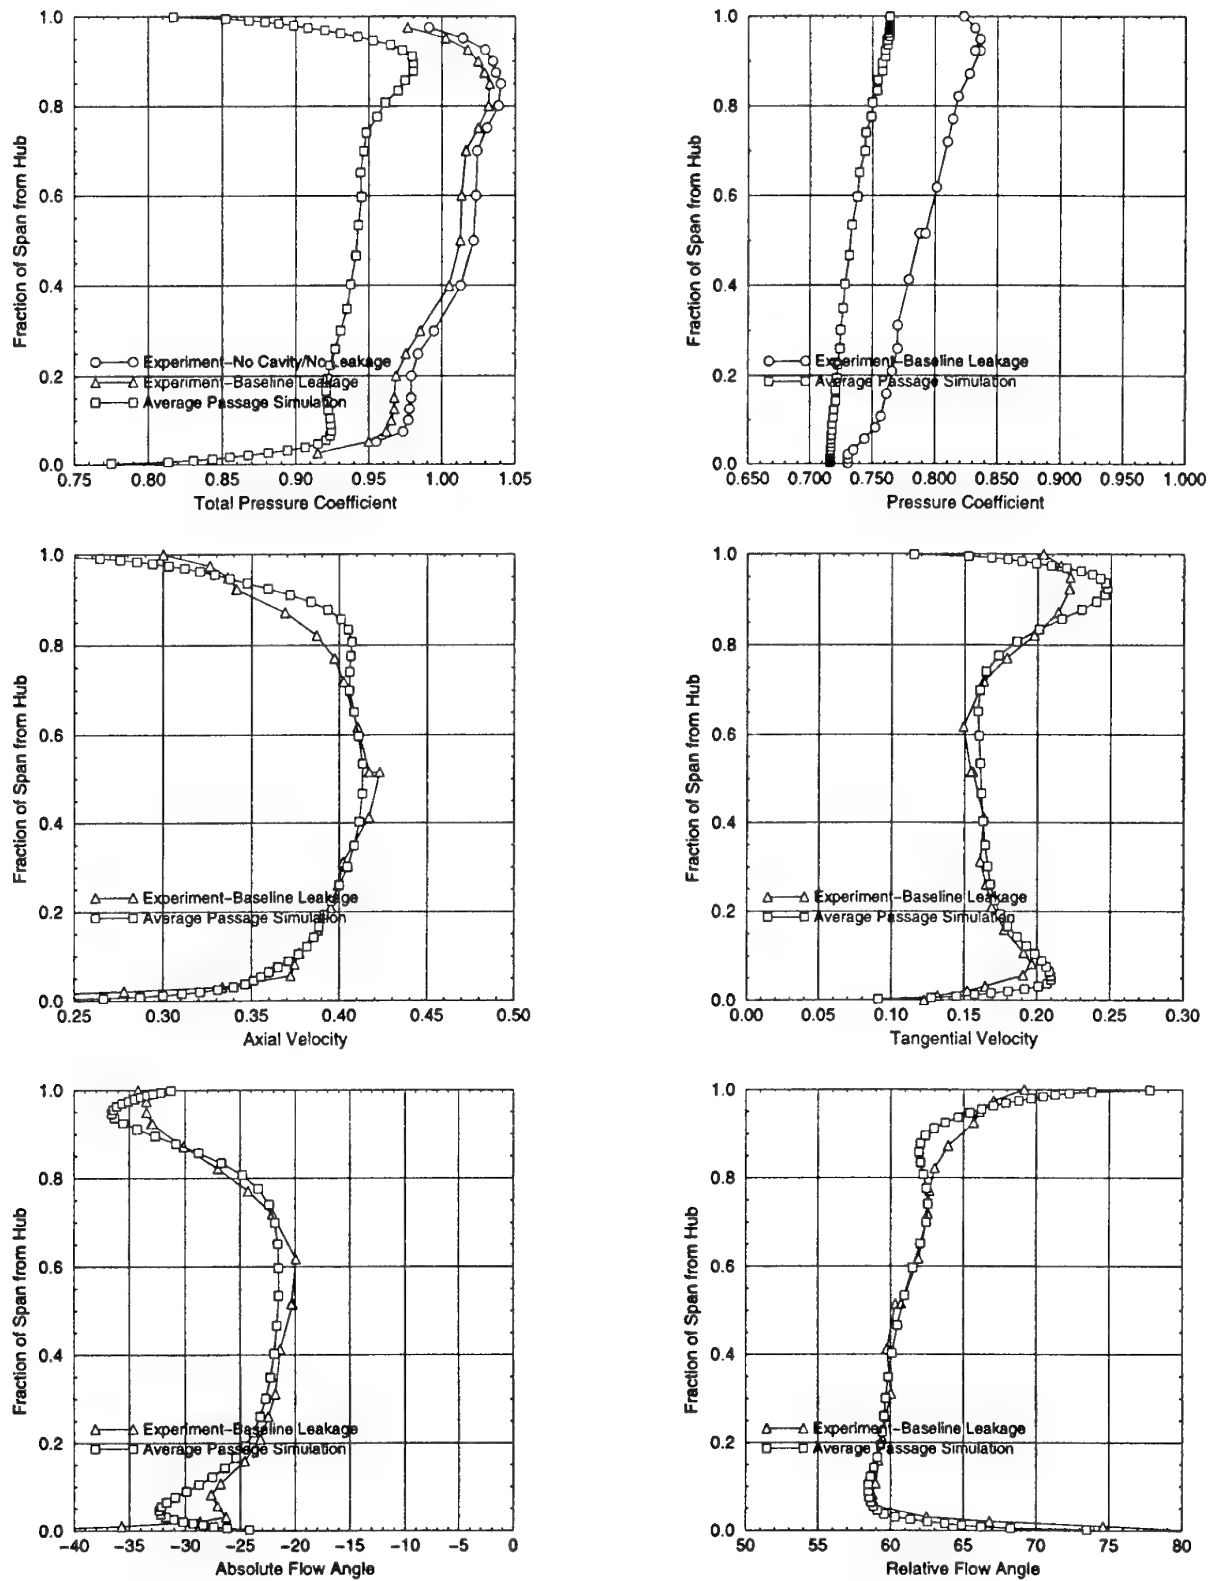 1.0
0.8
0.6
0.4
0.2
0.0
Fraction of Span from Hub
Experiment-No Cavity/No Leakage
Experiment-Baseline Leakage
Average Passage Simulation
0.75 0.80 0.85 0.90 0.95 1.00 1.05
Total Pressure Coefficient
1.0
0.8
0.6
0.4
0.2
0.0
Fraction of Span from Hub
Experiment-Baseline Leakage
Average Passage Simulation
0.650 0.700 0.750 0.800 0.850 0.900 0.950 1.000
Pressure Coefficient
1.0
0.8
0.6
0.4
0.2
0.0
Fraction of Span from Hub
Experiment-Baseline Leakage
Average Passage Simulation
0.25 0.30 0.35 0.40 0.45 0.50
Axial Velocity
1.0
0.8
0.6
0.4
0.2
0.0
Fraction of Span from Hub
Experiment-Baseline Leakage
Average Passage Simulation
0.00 0.05 0.10 0.15 0.20 0.25 0.30
Tangential Velocity
1.0
0.8
0.6
0.4
0.2
0.0
Fraction of Span from Hub
Experiment-Baseline Leakage
Average Passage Simulation
-40 -35 -30 -25 -20 -15 -10 -5 0
Absolute Flow Angle
1.0
0.8
0.6
0.4
0.2
0.0
Fraction of Span from Hub
Experiment-Baseline Leakage
Average Passage Simulation
50 55 60 65 70 75 80
Relative Flow Angle